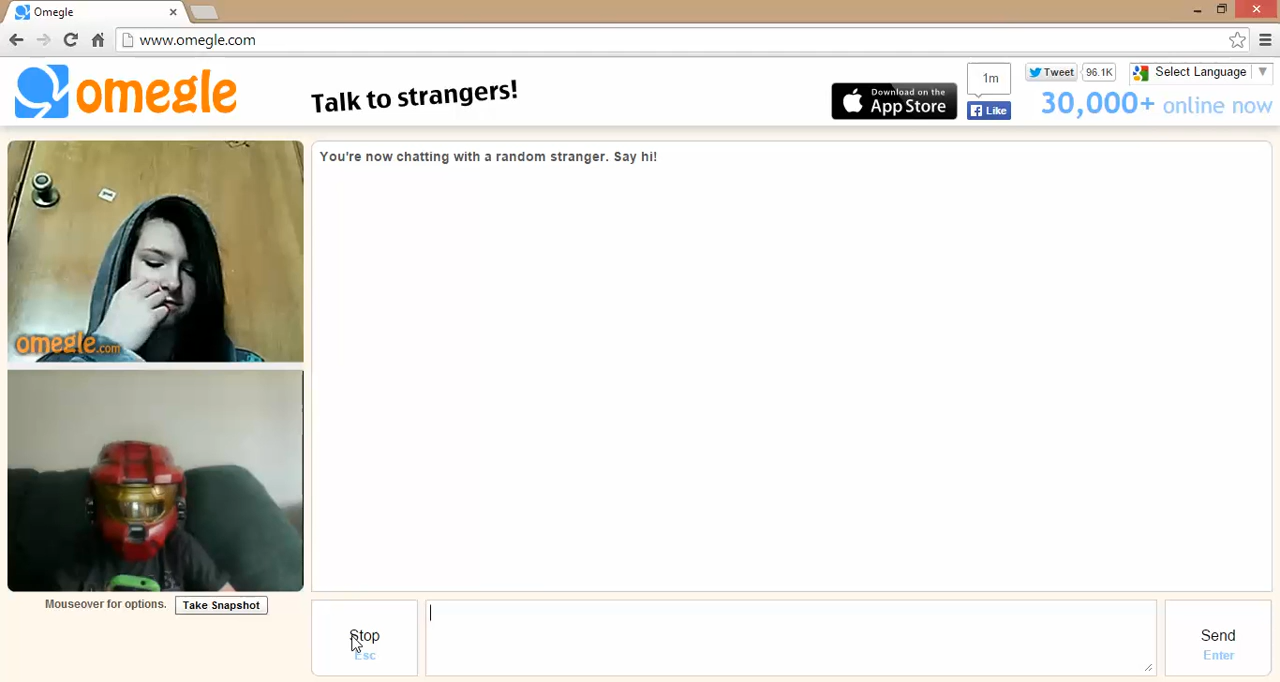 Omegle
www.omegle.com
omegle
Talk to strangers!
Download on the
App Store
1m
Like
Tweet
96.1K
Select Language
30,000+ online now
omegle.com
You're now chatting with a random stranger. Say hi!
Mouseover for options.
Take Snapshot
Stop
Esc
Send
Enter